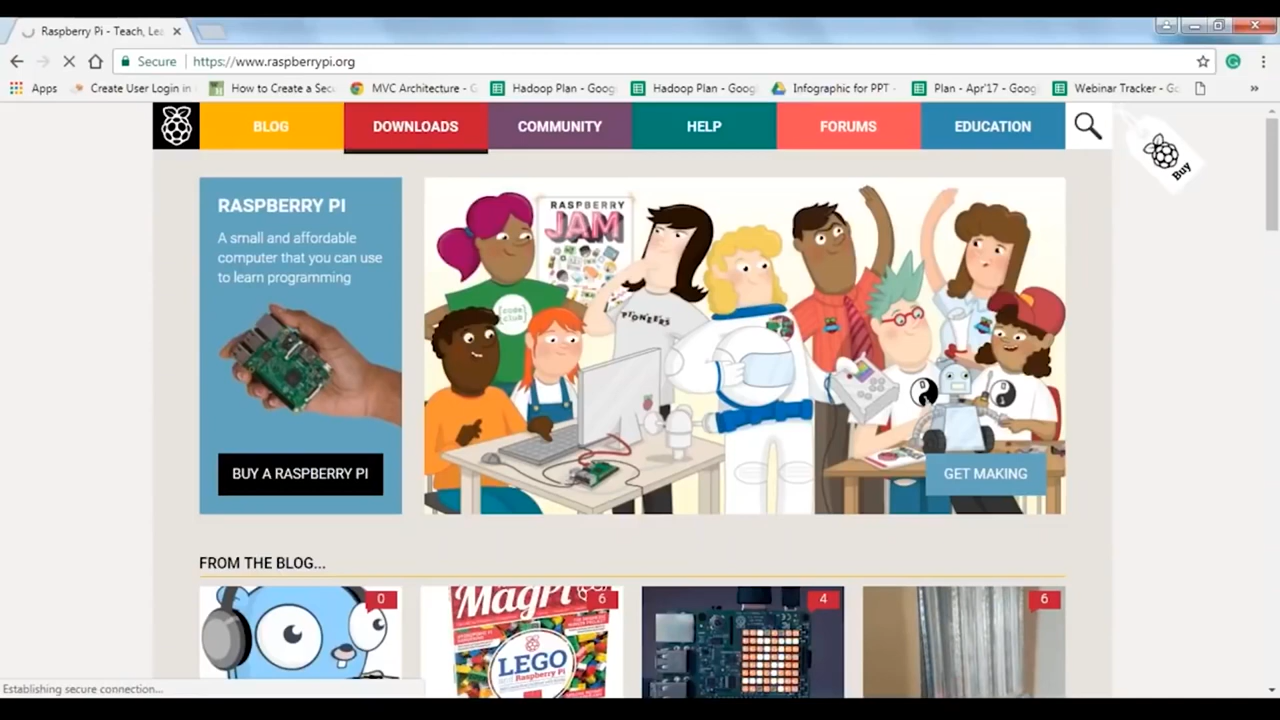 Raspberry Pi - Teach, Lea
Secure
https://www.raspberrypi.org
Apps
Create User Login in
How to Create a Sec
MVC Architecture - G
Hadoop Plan - Goog
Hadoop Plan - Goog
Infographic for PPT -
Plan - Apr'17 - Goog
Webinar Tracker - Go
BLOG
DOWNLOADS
COMMUNITY
HELP
FORUMS
EDUCATION
Buy
RASPBERRY PI
A small and affordable
computer that you can use
to learn programming
BUY A RASPBERRY PI
RASPBERRY
JAM
{code
club}
PIONEERS
GET MAKING
FROM THE BLOG...
0
6
4
6
MagPi
LEGO
Raspberry Pi
Establishing secure connection...